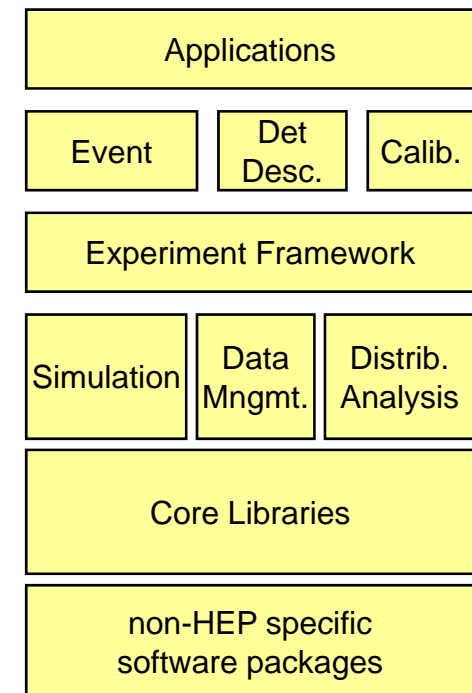 Applications
Event
Det
Desc.
Calib.
Experiment Framework
Simulation
Data
Mngmt.
Distrib.
Analysis
Core Libraries
non-HEP specific
software packages